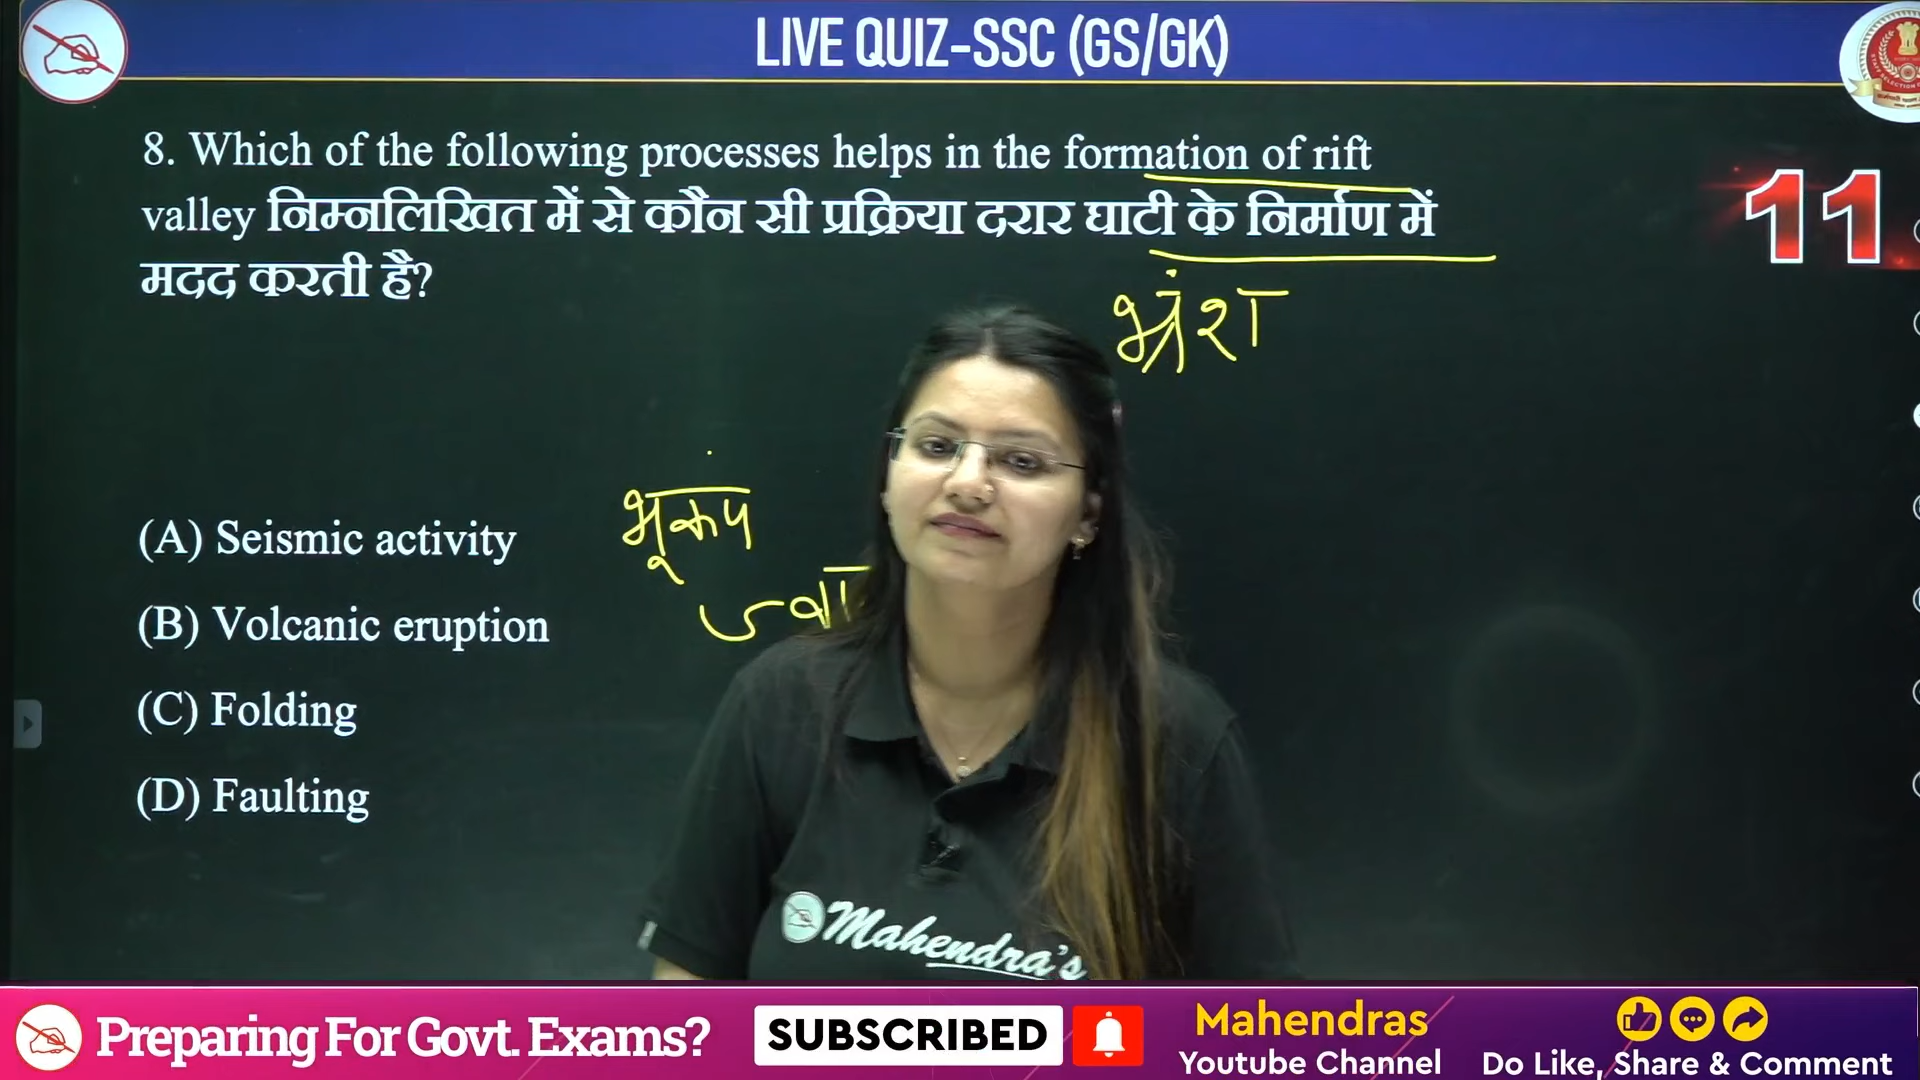 LIVE QUIZ-SSC (GS/GK)
8. Which of the following processes helps in the formation of rift
valley निम्नलिखित में से कौन सी प्रक्रिया दरार घाटी के निर्माण में
मदद करती है?
11
भ्रंश
भूकंप
ज्वा
(A) Seismic activity
(B) Volcanic eruption
(C) Folding
(D) Faulting
Mahendra's
Preparing For Govt. Exams?
SUBSCRIBED
Mahendras
Youtube Channel
Do Like, Share & Comment